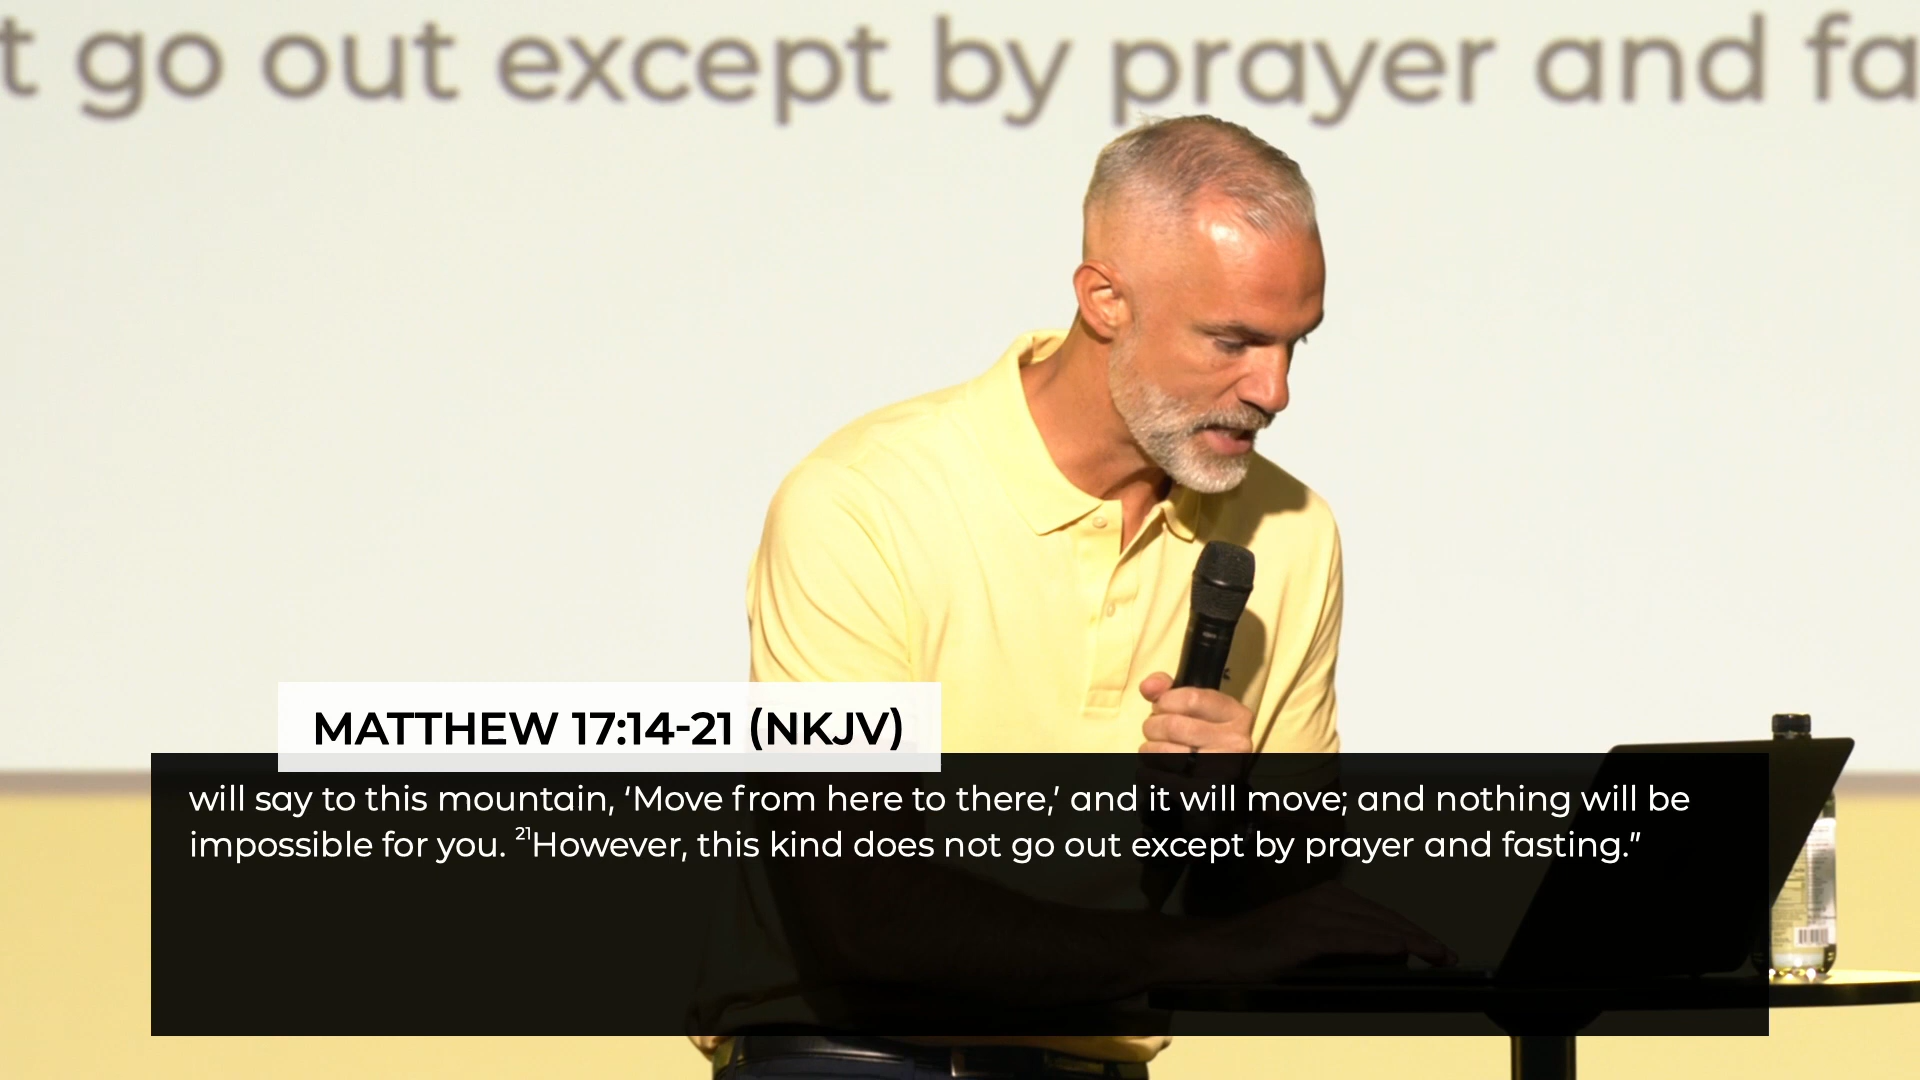 t go out except by prayer and fa
MATTHEW 17:14-21 (NKJV)
will say to this mountain, ‘Move from here to there,’ and it will move; and nothing will be
impossible for you. ²¹However, this kind does not go out except by prayer and fasting.”